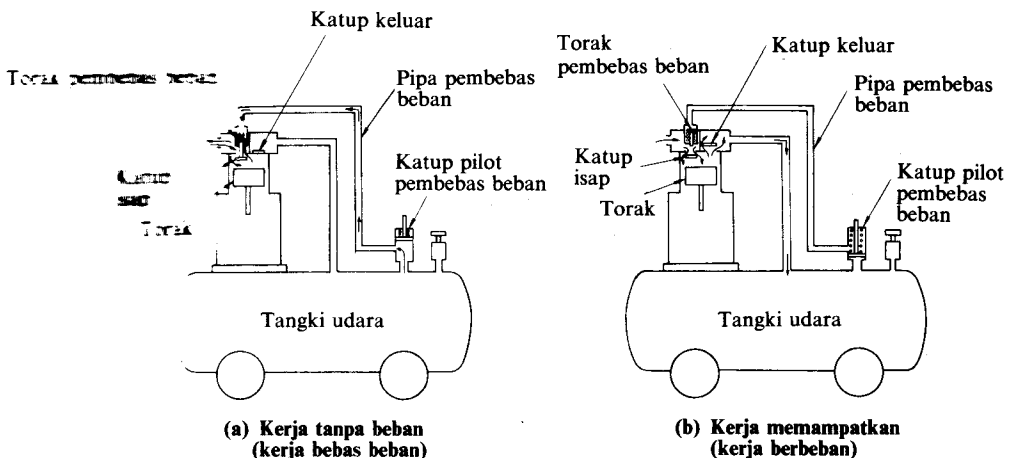 Katup keluar
Pipa pembebas
beban
Katup pilot
pembebas beban
Tangki udara
(a) Kerja tanpa beban
(kerja bebas beban)
Torak
pembebas beban
Katup keluar
Pipa pembebas
beban
Katup
isap
Torak
Katup pilot
pembebas
beban
Tangki udara
(b) Kerja memampatkan
(kerja berbeban)